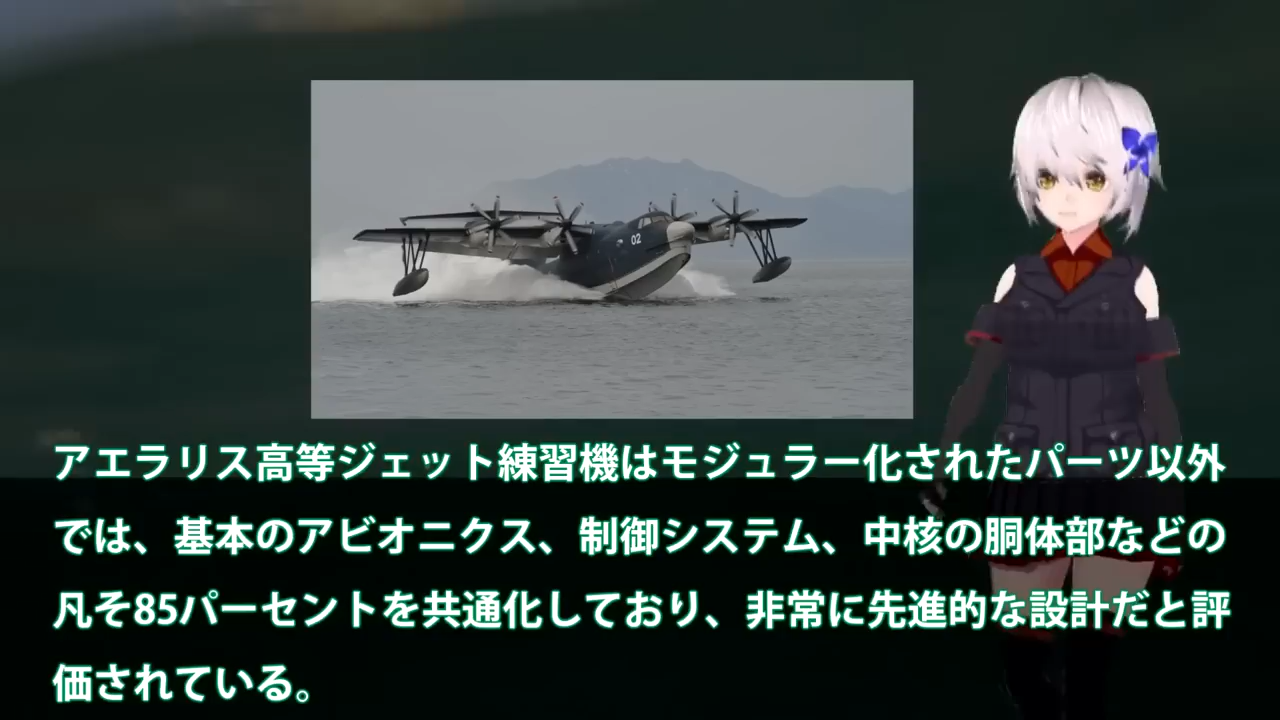 02
アエラリス高等ジェット練習機はモジュラー化されたパーツ以外
では、基本のアビオニクス、制御システム、中核の胴体部などの
凡そ85パーセントを共通化しており、非常に先進的な設計だと評
価されている。